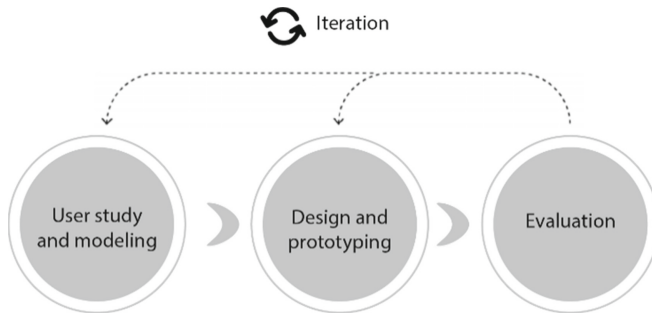 Iteration
User study
and modeling
Design and
prototyping
Evaluation